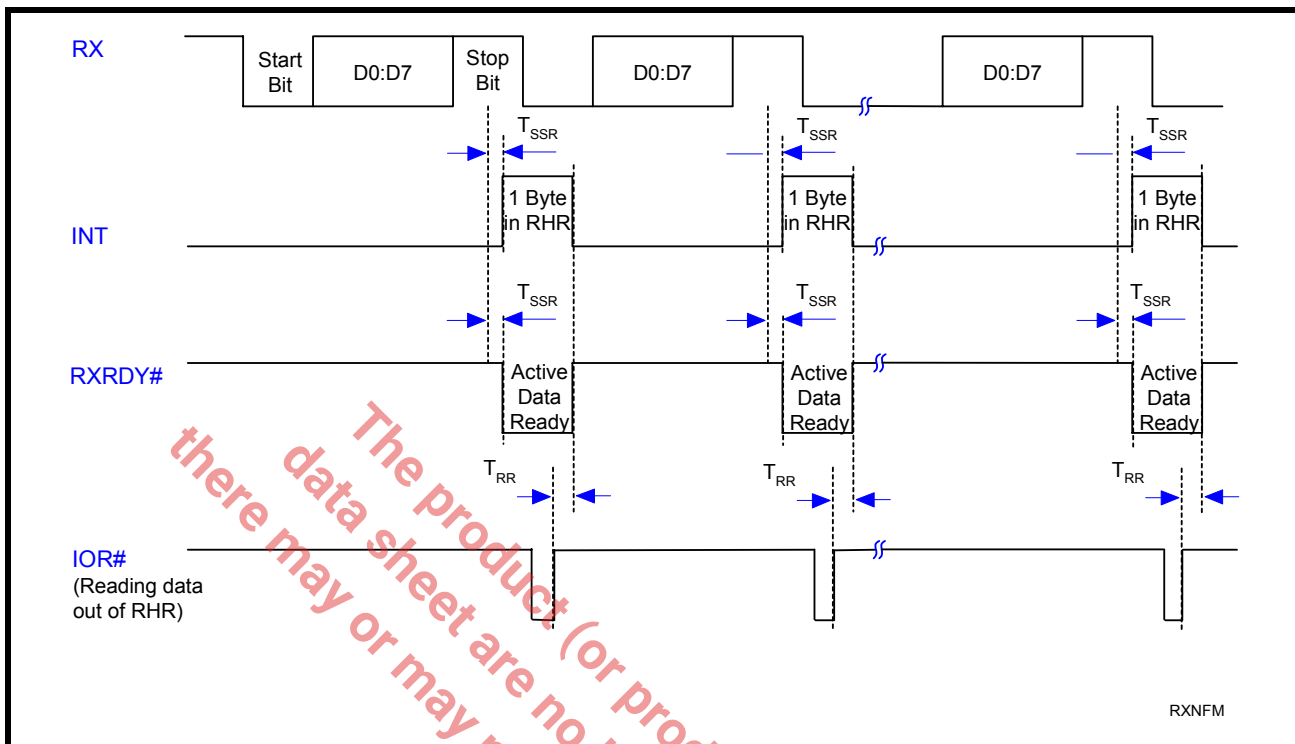 RX
Start
Bit
D0:D7
Stop
Bit
D0:D7
D0:D7
TSSR
TSSR
TSSR
INT
1 Byte
in RHR
1 Byte
in RHR
1 Byte
in RHR
TSSR
TSSR
TSSR
RXRDY#
Active
Data
Ready
Active
Data
Ready
Active
Data
Ready
TRR
TRR
TRR
IOR#
(Reading data
out of RHR)
The product (or
data sheet are no
there may or may
RXNFM